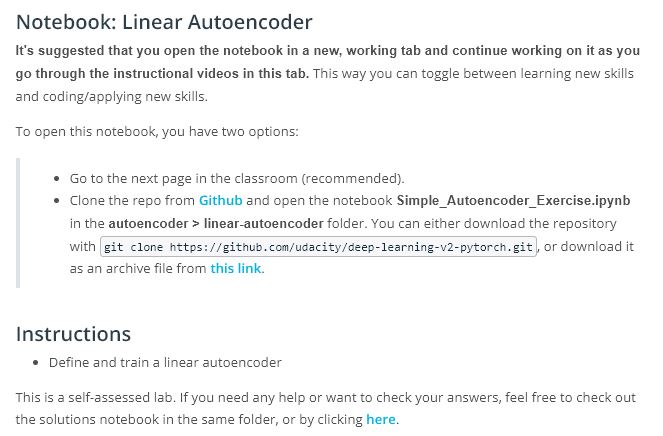 Notebook: Linear Autoencoder
It's suggested that you open the notebook in a new, working tab and continue working on it as you
go through the instructional videos in this tab. This way you can toggle between learning new skills
and coding/applying new skills.
To open this notebook, you have two options:
• Go to the next page in the classroom (recommended).
• Clone the repo from Github and open the notebook Simple_Autoencoder_Exercise.ipynb
in the autoencoder > linear-autoencoder folder. You can either download the repository
with git clone https://github.com/udacity/deep-learning-v2-pytorch.git, or download it
as an archive file from this link.
Instructions
• Define and train a linear autoencoder
This is a self-assessed lab. If you need any help or want to check your answers, feel free to check out
the solutions notebook in the same folder, or by clicking here.